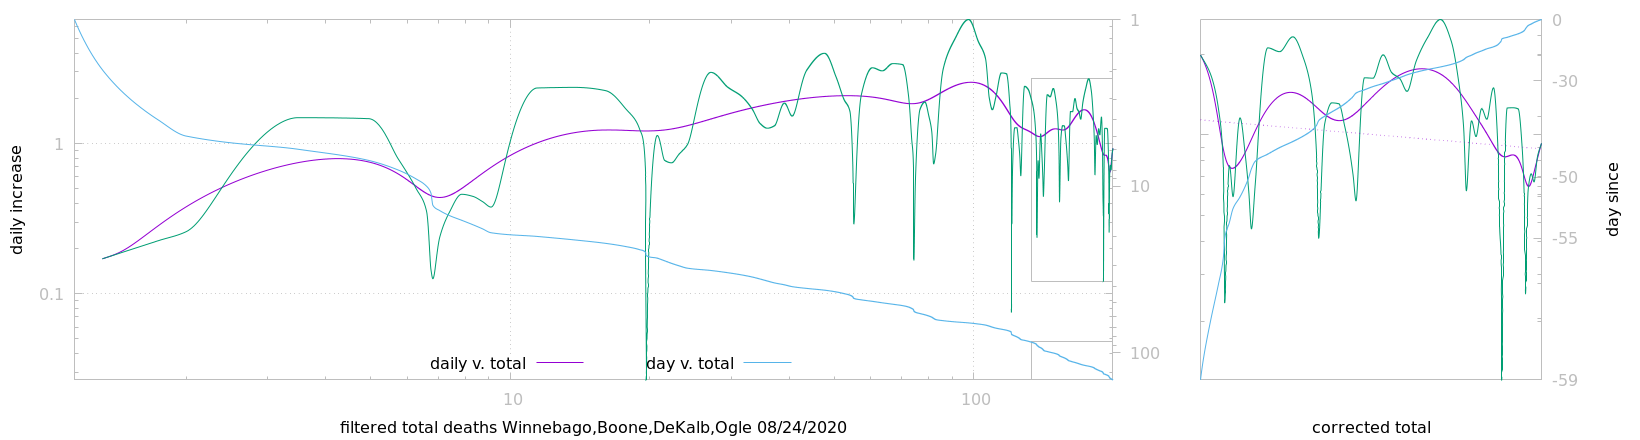 daily increase
1
0.1
daily v. total
day v. total
10
100
1
10
100
filtered total deaths Winnebago,Boone,DeKalb,Ogle 08/24/2020
0
-30
-50
-55
-59
day since
corrected total